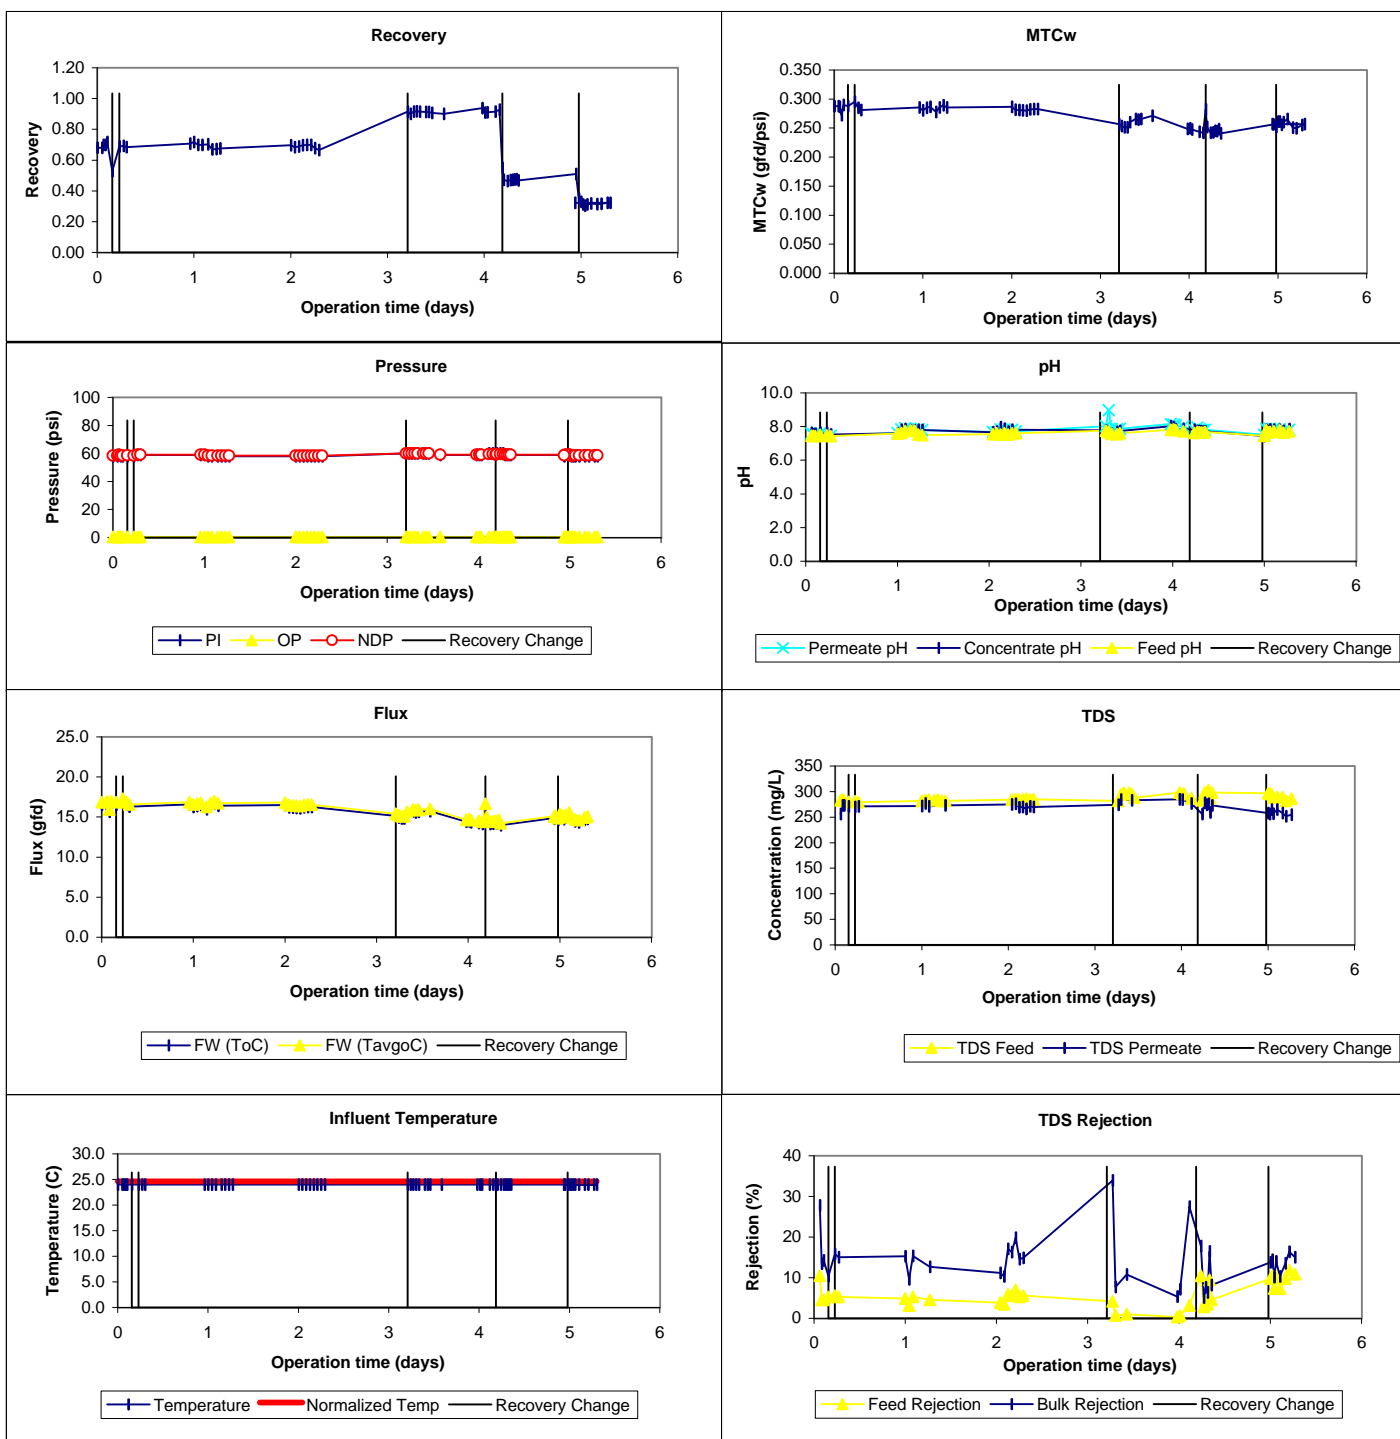 Recovery
1.20
1.00
0.80
0.60
0.40
0.20
0.00
Recovery
0 1 2 3 4 5 6
Operation time (days)
MTCw
0.350
0.300
0.250
0.200
0.150
0.100
0.050
0.000
MTCw (gfd/psi)
0 1 2 3 4 5 6
Operation time (days)
Pressure
100
80
60
40
20
0
Pressure (psi)
0 1 2 3 4 5 6
Operation time (days)
PI OP NDP Recovery Change
pH
10.0
8.0
6.0
4.0
2.0
0.0
pH
0 1 2 3 4 5 6
Operation time (days)
Permeate pH Concentrate pH Feed pH Recovery Change
Flux
25.0
20.0
15.0
10.0
5.0
0.0
Flux (gfd)
0 1 2 3 4 5 6
Operation time (days)
FW (ToC) FW (TavgoC) Recovery Change
TDS
350
300
250
200
150
100
50
0
Concentration (mg/L)
0 1 2 3 4 5 6
Operation time (days)
TDS Feed TDS Permeate Recovery Change
Influent Temperature
30.0
25.0
20.0
15.0
10.0
5.0
0.0
Temperature (C)
0 1 2 3 4 5 6
Operation time (days)
Temperature Normalized Temp Recovery Change
TDS Rejection
40
30
20
10
0
Rejection (%)
0 1 2 3 4 5 6
Operation time (days)
Feed Rejection Bulk Rejection Recovery Change